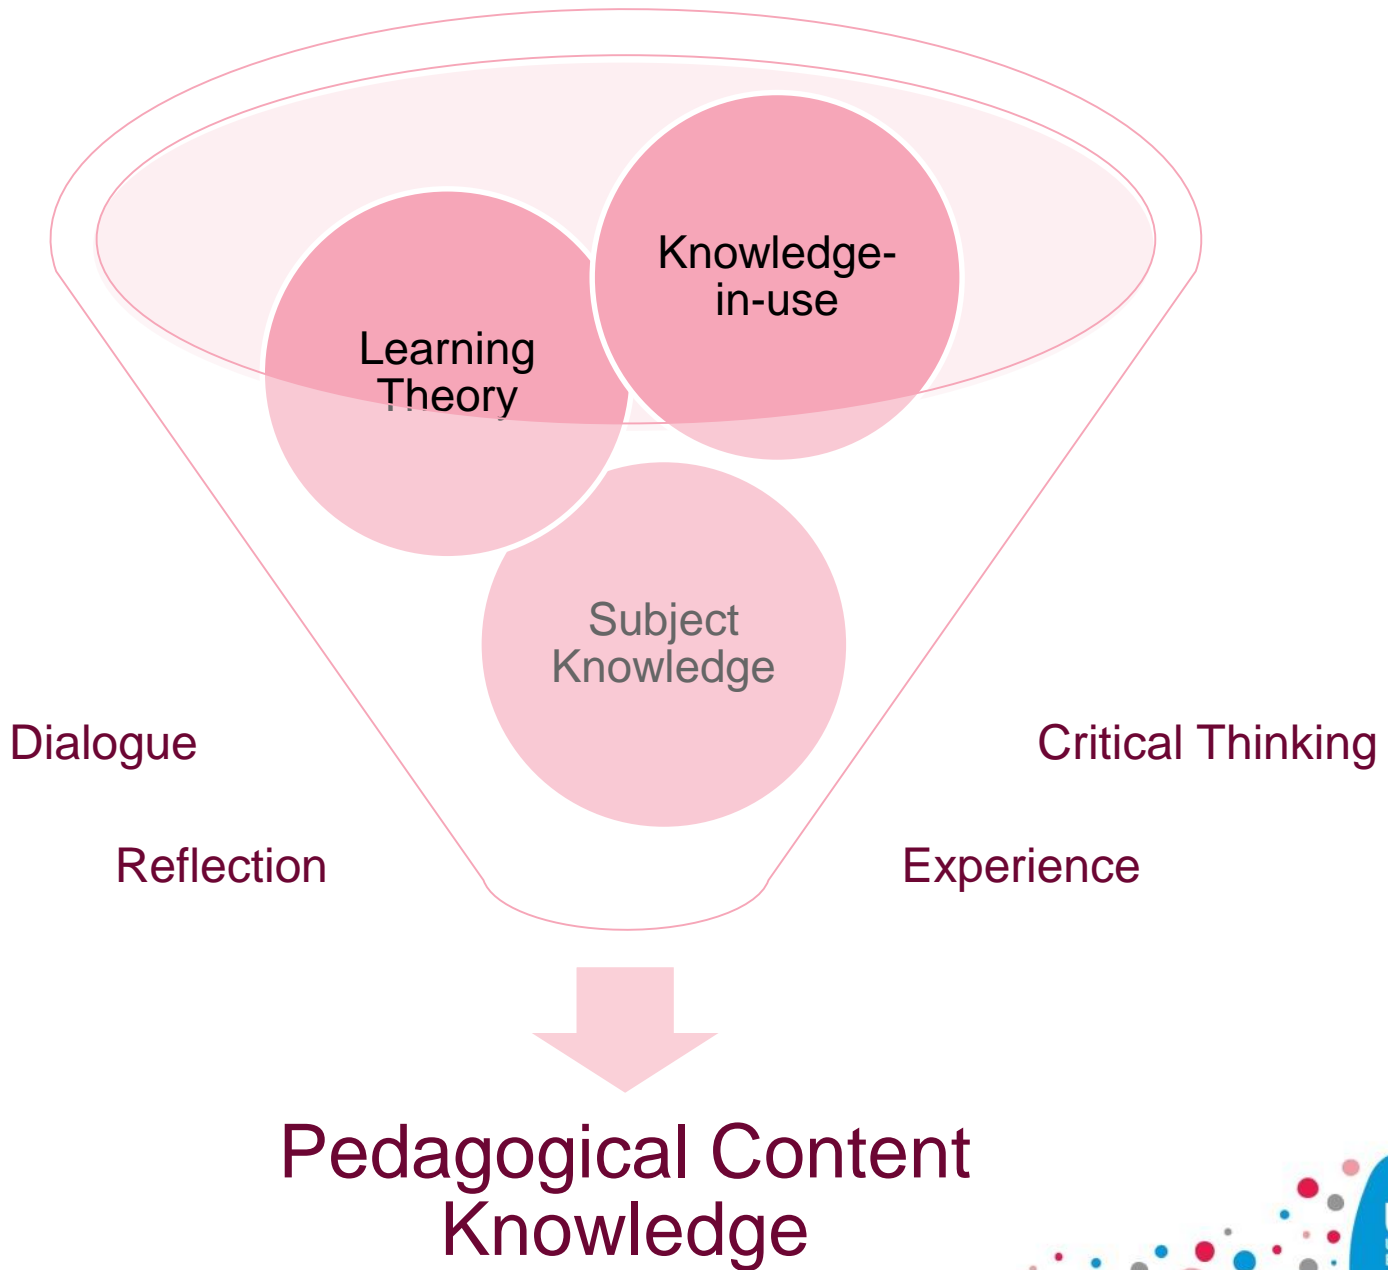 Knowledge-
in-use
Learning
Theory
Subject
Knowledge
Dialogue
Critical Thinking
Reflection
Experience
Pedagogical Content
Knowledge